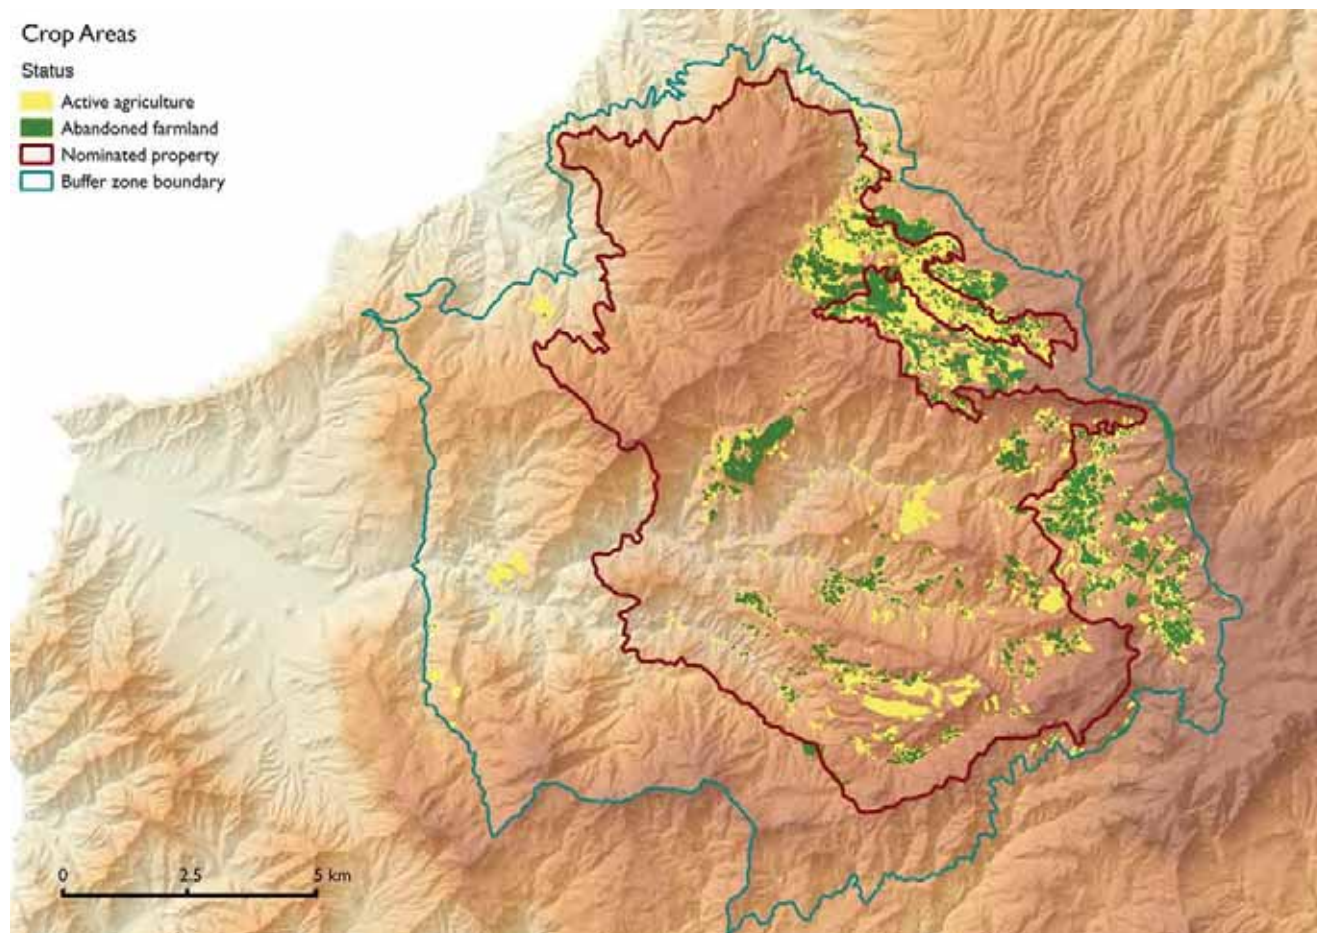 Crop Areas
Status
Active agriculture
Abandoned farmland
Nominated property
Buffer zone boundary
0 2.5 5 km